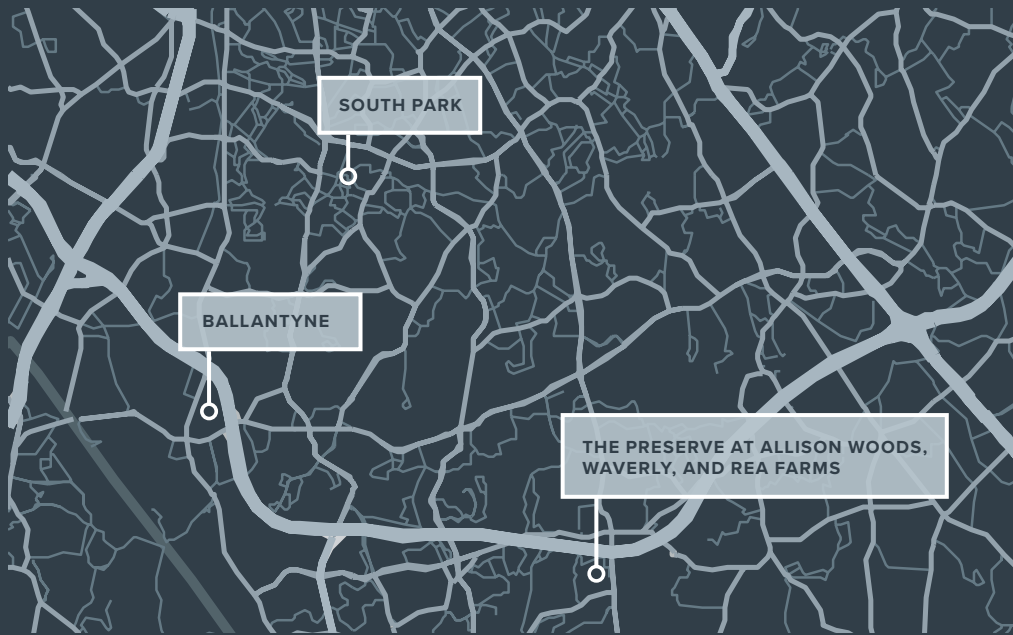 SOUTH PARK
BALLANTYNE
THE PRESERVE AT ALLISON WOODS,
WAVERLY, AND REA FARMS